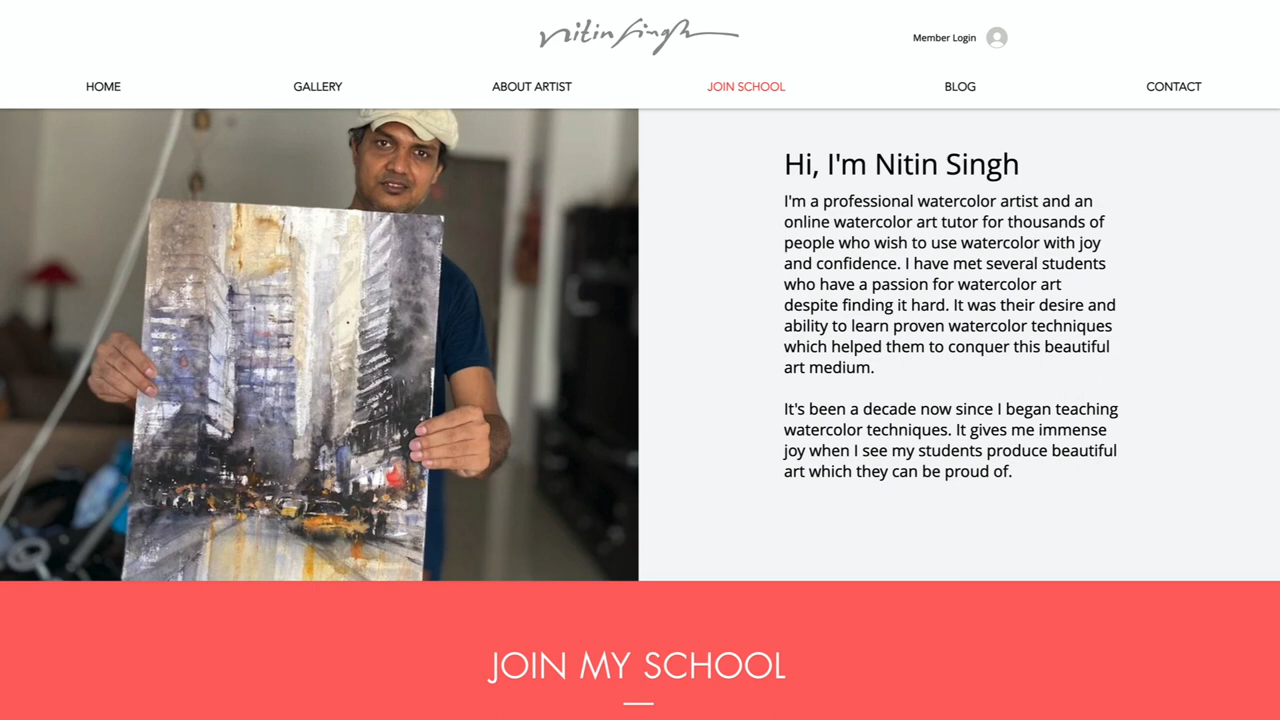 nitin singh
Member Login
HOME GALLERY ABOUT ARTIST JOIN SCHOOL BLOG CONTACT
Hi, I'm Nitin Singh
I'm a professional watercolor artist and an
online watercolor art tutor for thousands of
people who wish to use watercolor with joy
and confidence. I have met several students
who have a passion for watercolor art
despite finding it hard. It was their desire and
ability to learn proven watercolor techniques
which helped them to conquer this beautiful
art medium.
It's been a decade now since I began teaching
watercolor techniques. It gives me immense
joy when I see my students produce beautiful
art which they can be proud of.
JOIN MY SCHOOL